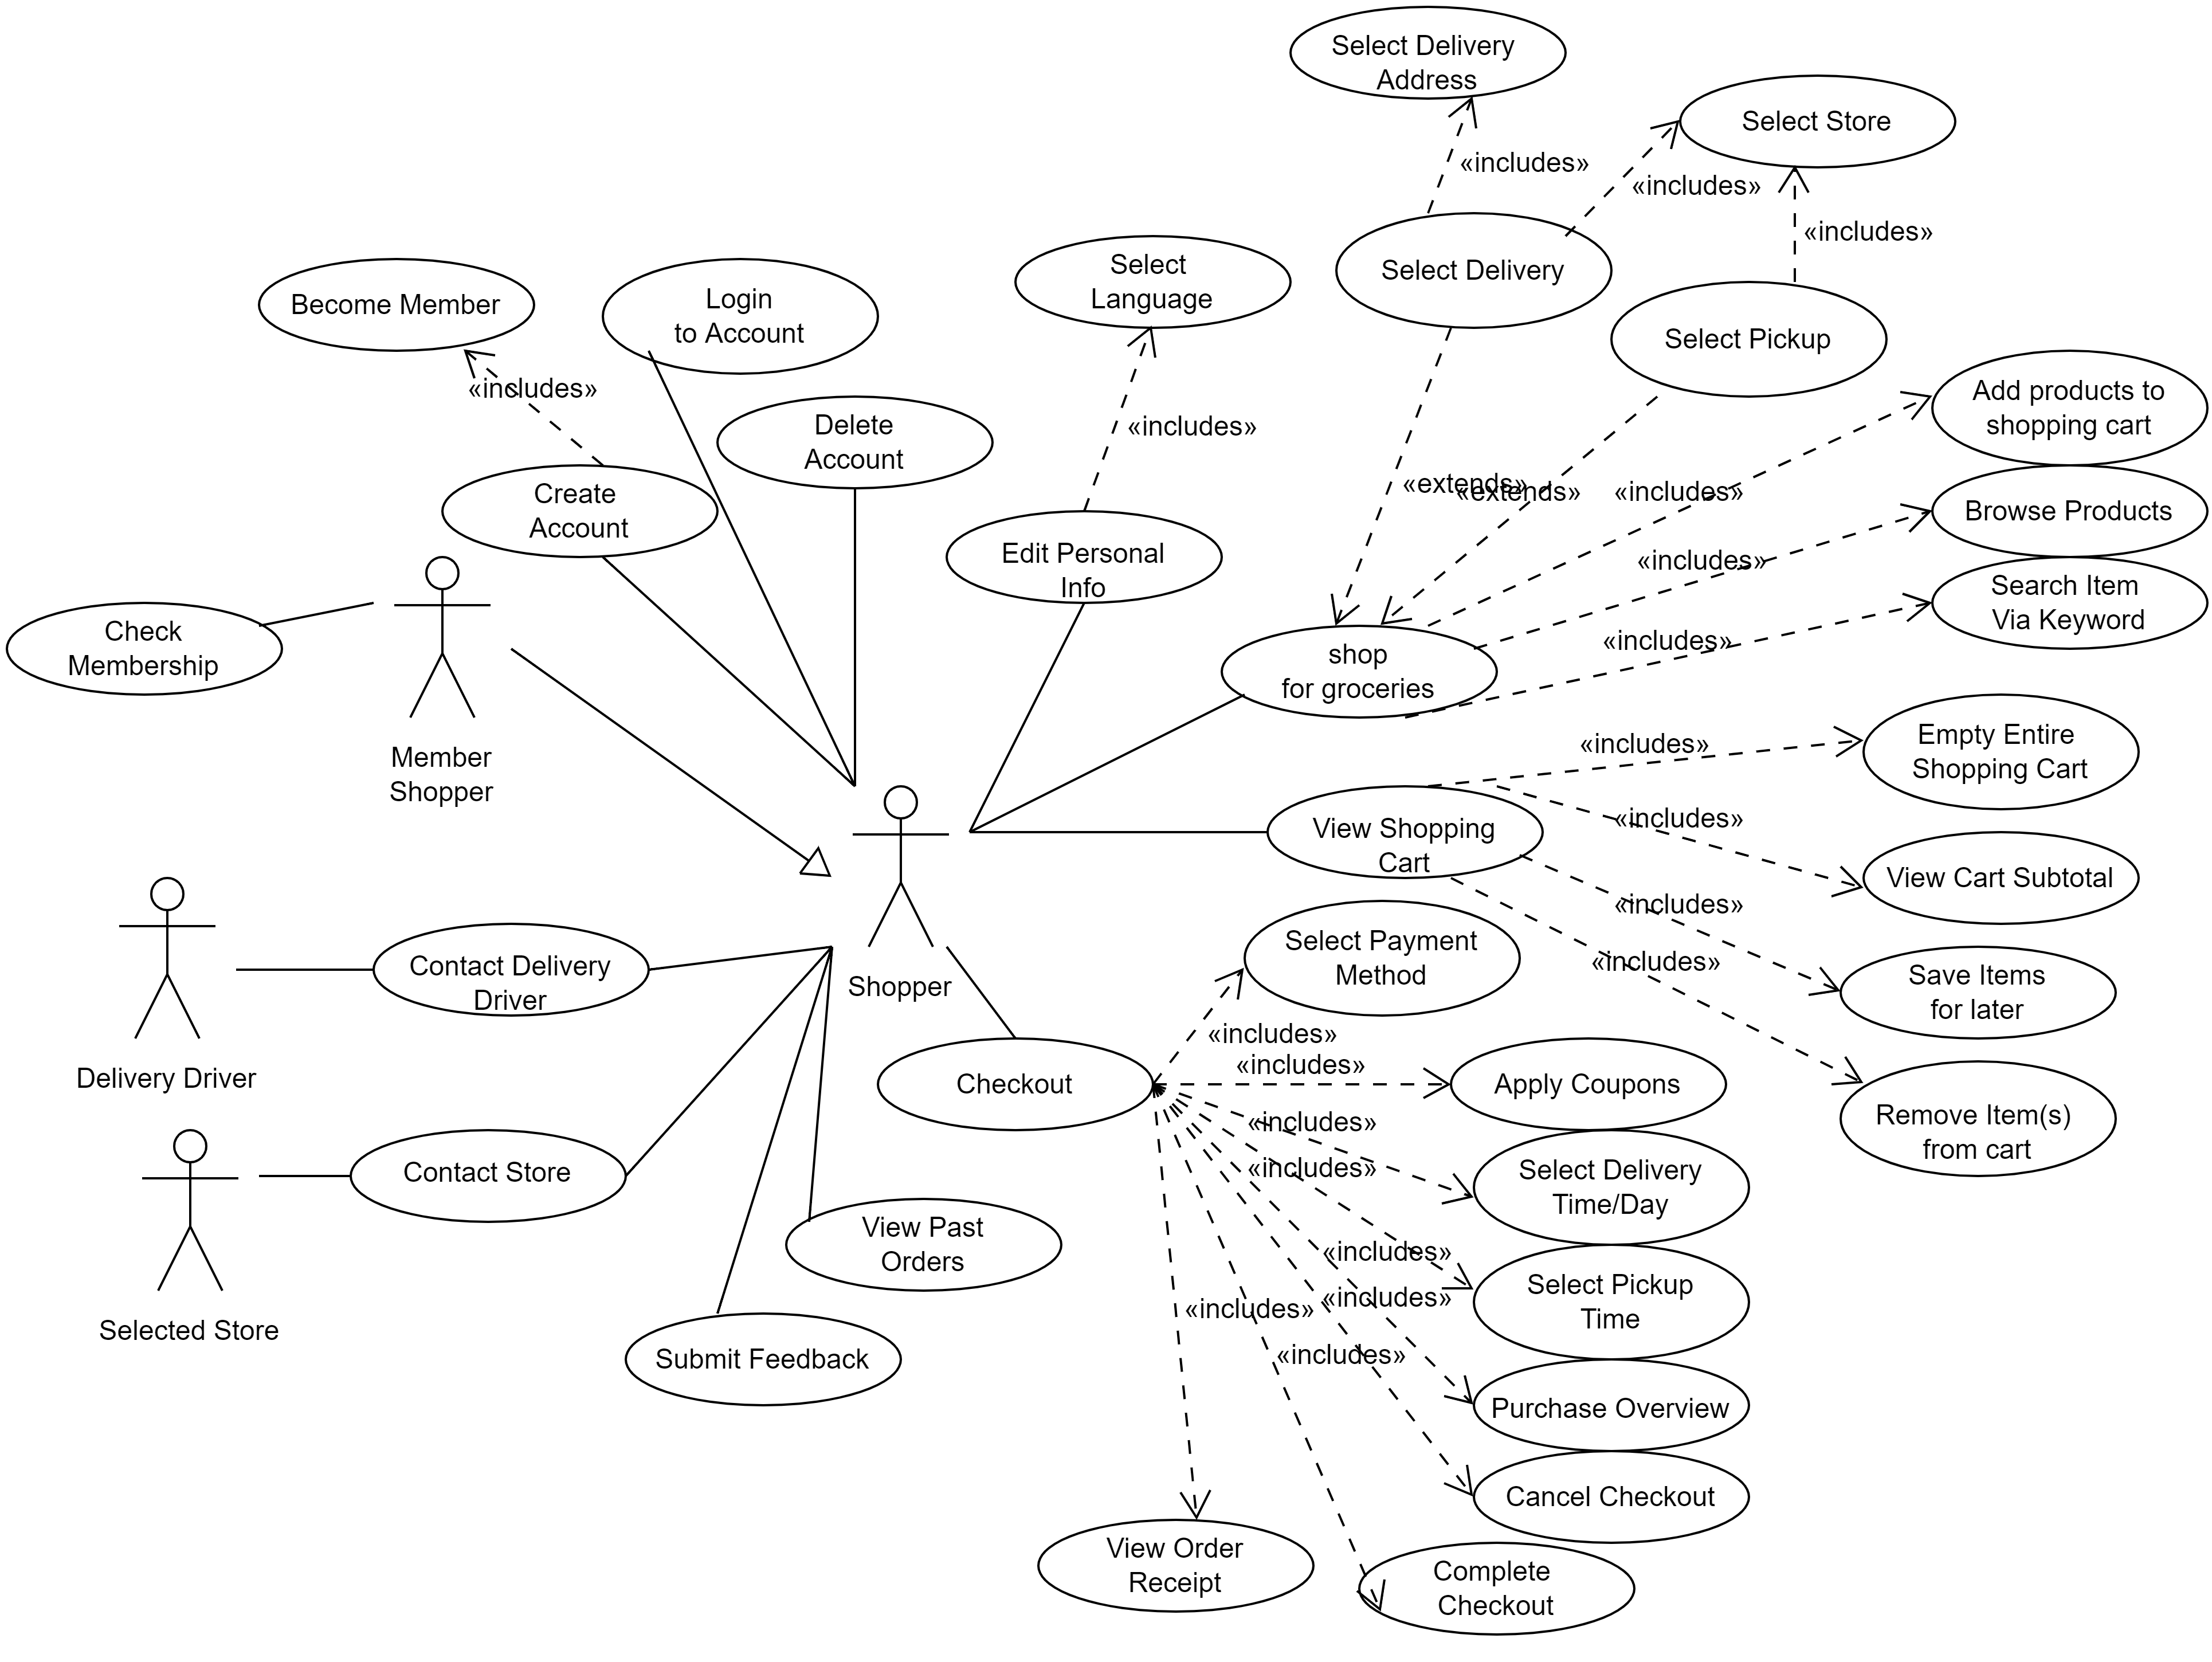 Select Delivery
Address
Select Store
«includes»
«includes»
«includes»
Select
Language
Select Delivery
Become Member
Login
to Account
Select Pickup
«includes»
Add products to
shopping cart
Delete
Account
«includes»
Create
Account
«extends»
«extends»
«includes»
Browse Products
Edit Personal
Info
«includes»
Search Item
Via Keyword
Check
Membership
shop
for groceries
«includes»
Member
Shopper
«includes»
Empty Entire
Shopping Cart
View Shopping
Cart
«includes»
View Cart Subtotal
«includes»
Select Payment
Method
«includes»
Contact Delivery
Driver
Shopper
Save Items
for later
«includes»
«includes»
Delivery Driver
Checkout
Apply Coupons
Remove Item(s)
from cart
«includes»
Contact Store
«includes»
Select Delivery
Time/Day
View Past
Orders
«includes»
Select Pickup
Time
«includes»
«includes»
Selected Store
Submit Feedback
«includes»
Purchase Overview
Cancel Checkout
View Order
Receipt
Complete
Checkout